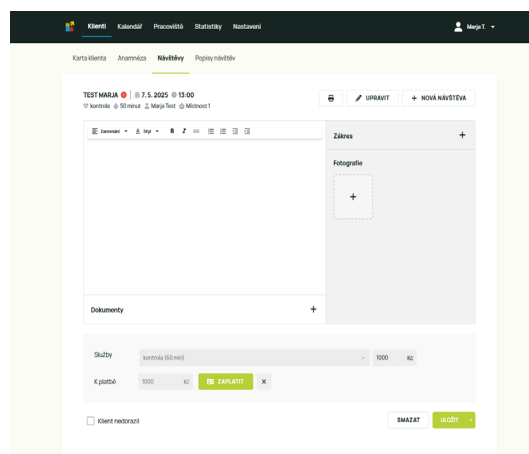 Klienti Kalendář Pracoviště Statistiky Nastavení Marja T.
Karta klienta Anamnéza Návštěvy Popisy návštěv
TEST MARJA 7. 5. 2025 13:00
kontrola 50 minut Marja Test Místnost 1
UPRAVIT + NOVÁ NÁVŠTĚVA
Zarovnání A Styl B I
Zákres +
Fotografie
+
Dokumenty +
Služby kontrola (60 min) 1000 Kč
K platbě 1000 Kč ZAPLATIT X
Klient nedorazil SMAZAT ULOŽIT